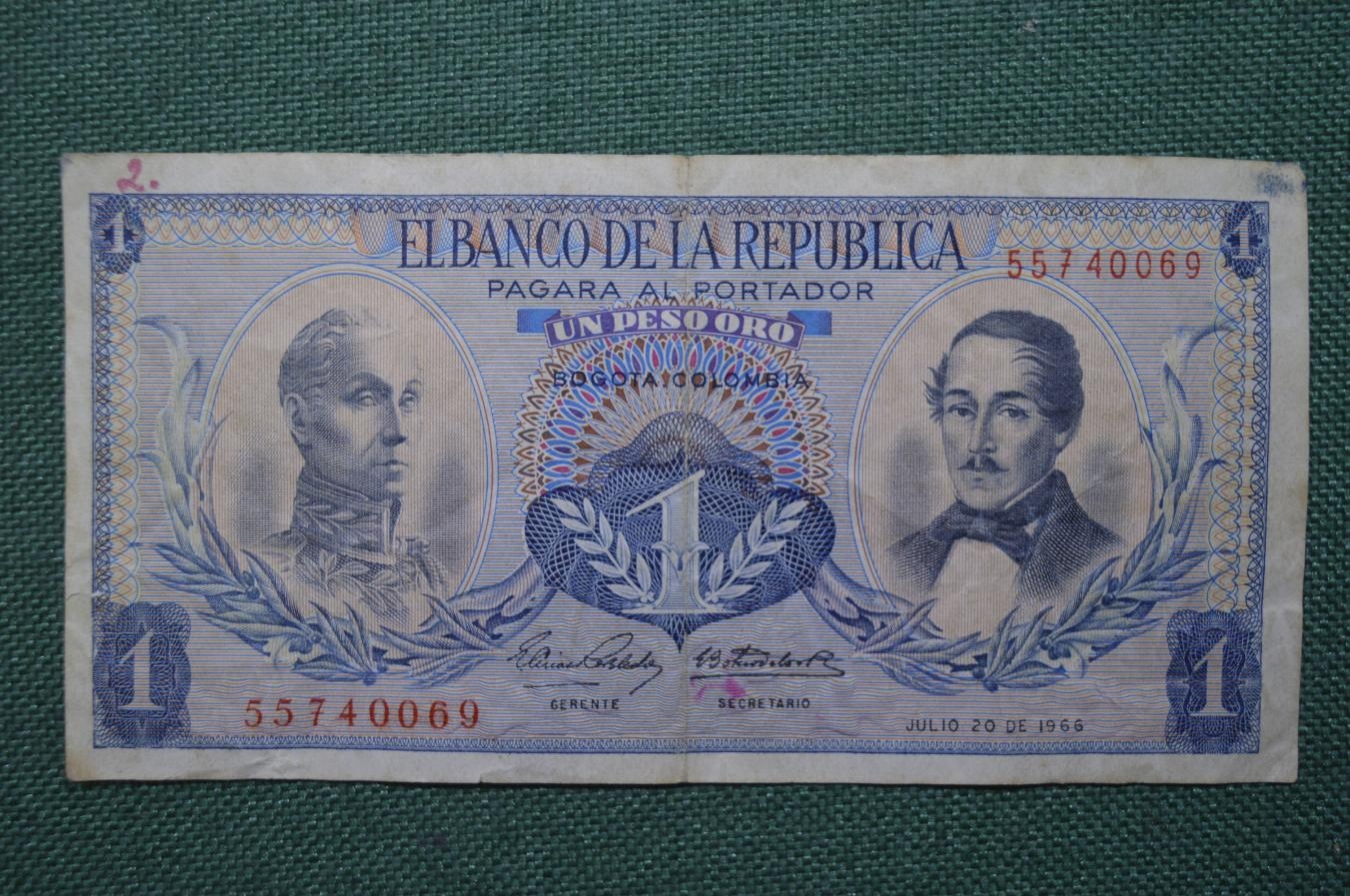 2.
1
1
EL BANCO DE LA REPUBLICA
55740069
PAGARA AL PORTADOR
UN PESO ORO
BOGOTA COLOMBIA
1
1
1
GERENTE
SECRETARIO
55740069
JULIO 20 DE 1966